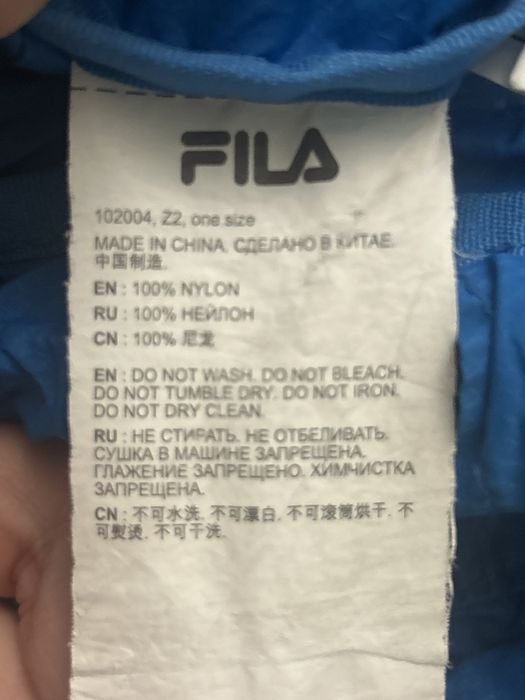 FILA
102004, Z2, one size
MADE IN CHINA. СДЕЛАНО В КИТАЕ.
中国制造.
EN : 100% NYLON
RU : 100% НЕЙЛОН
CN : 100% 尼龙
EN : DO NOT WASH. DO NOT BLEACH.
DO NOT TUMBLE DRY. DO NOT IRON.
DO NOT DRY CLEAN.
RU : НЕ СТИРАТЬ. НЕ ОТБЕЛИВАТЬ.
СУШКА В МАШИНЕ ЗАПРЕЩЕНА.
ГЛАЖЕНИЕ ЗАПРЕЩЕНО. ХИМЧИСТКА
ЗАПРЕЩЕНА.
CN : 不可水洗. 不可漂白. 不可滚筒烘干. 不
可熨烫. 不可干洗.